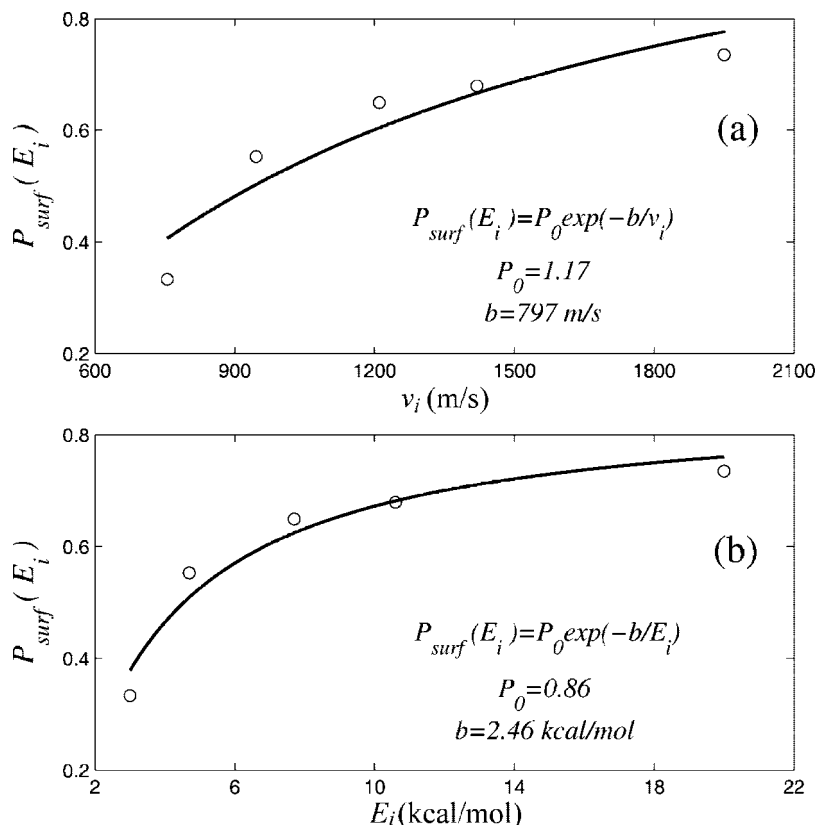 0.8
0.6
0.4
0.2
P_surf(E_i)
(a)
P_surf(E_i)=P_0exp(-b/v_i)
P_0=1.17
b=797 m/s
600 900 1200 1500 1800 2100
v_i (m/s)
0.8
0.6
0.4
0.2
P_surf(E_i)
(b)
P_surf(E_i)=P_0exp(-b/E_i)
P_0=0.86
b=2.46 kcal/mol
2 6 10 14 18 22
E_i(kcal/mol)